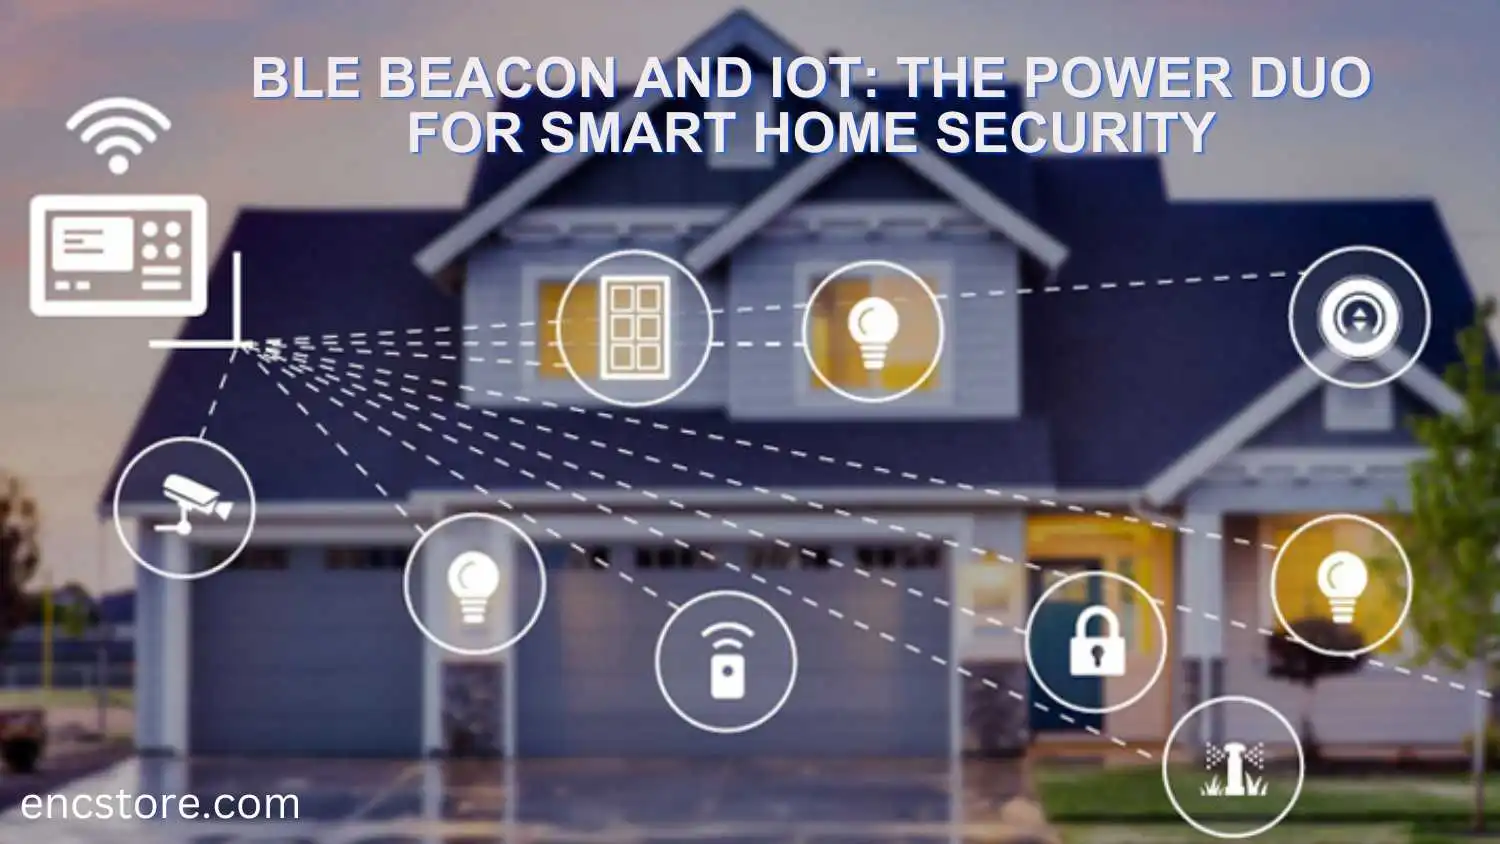 BLE BEACON AND IOT: THE POWER DUO
FOR SMART HOME SECURITY
encstore.com